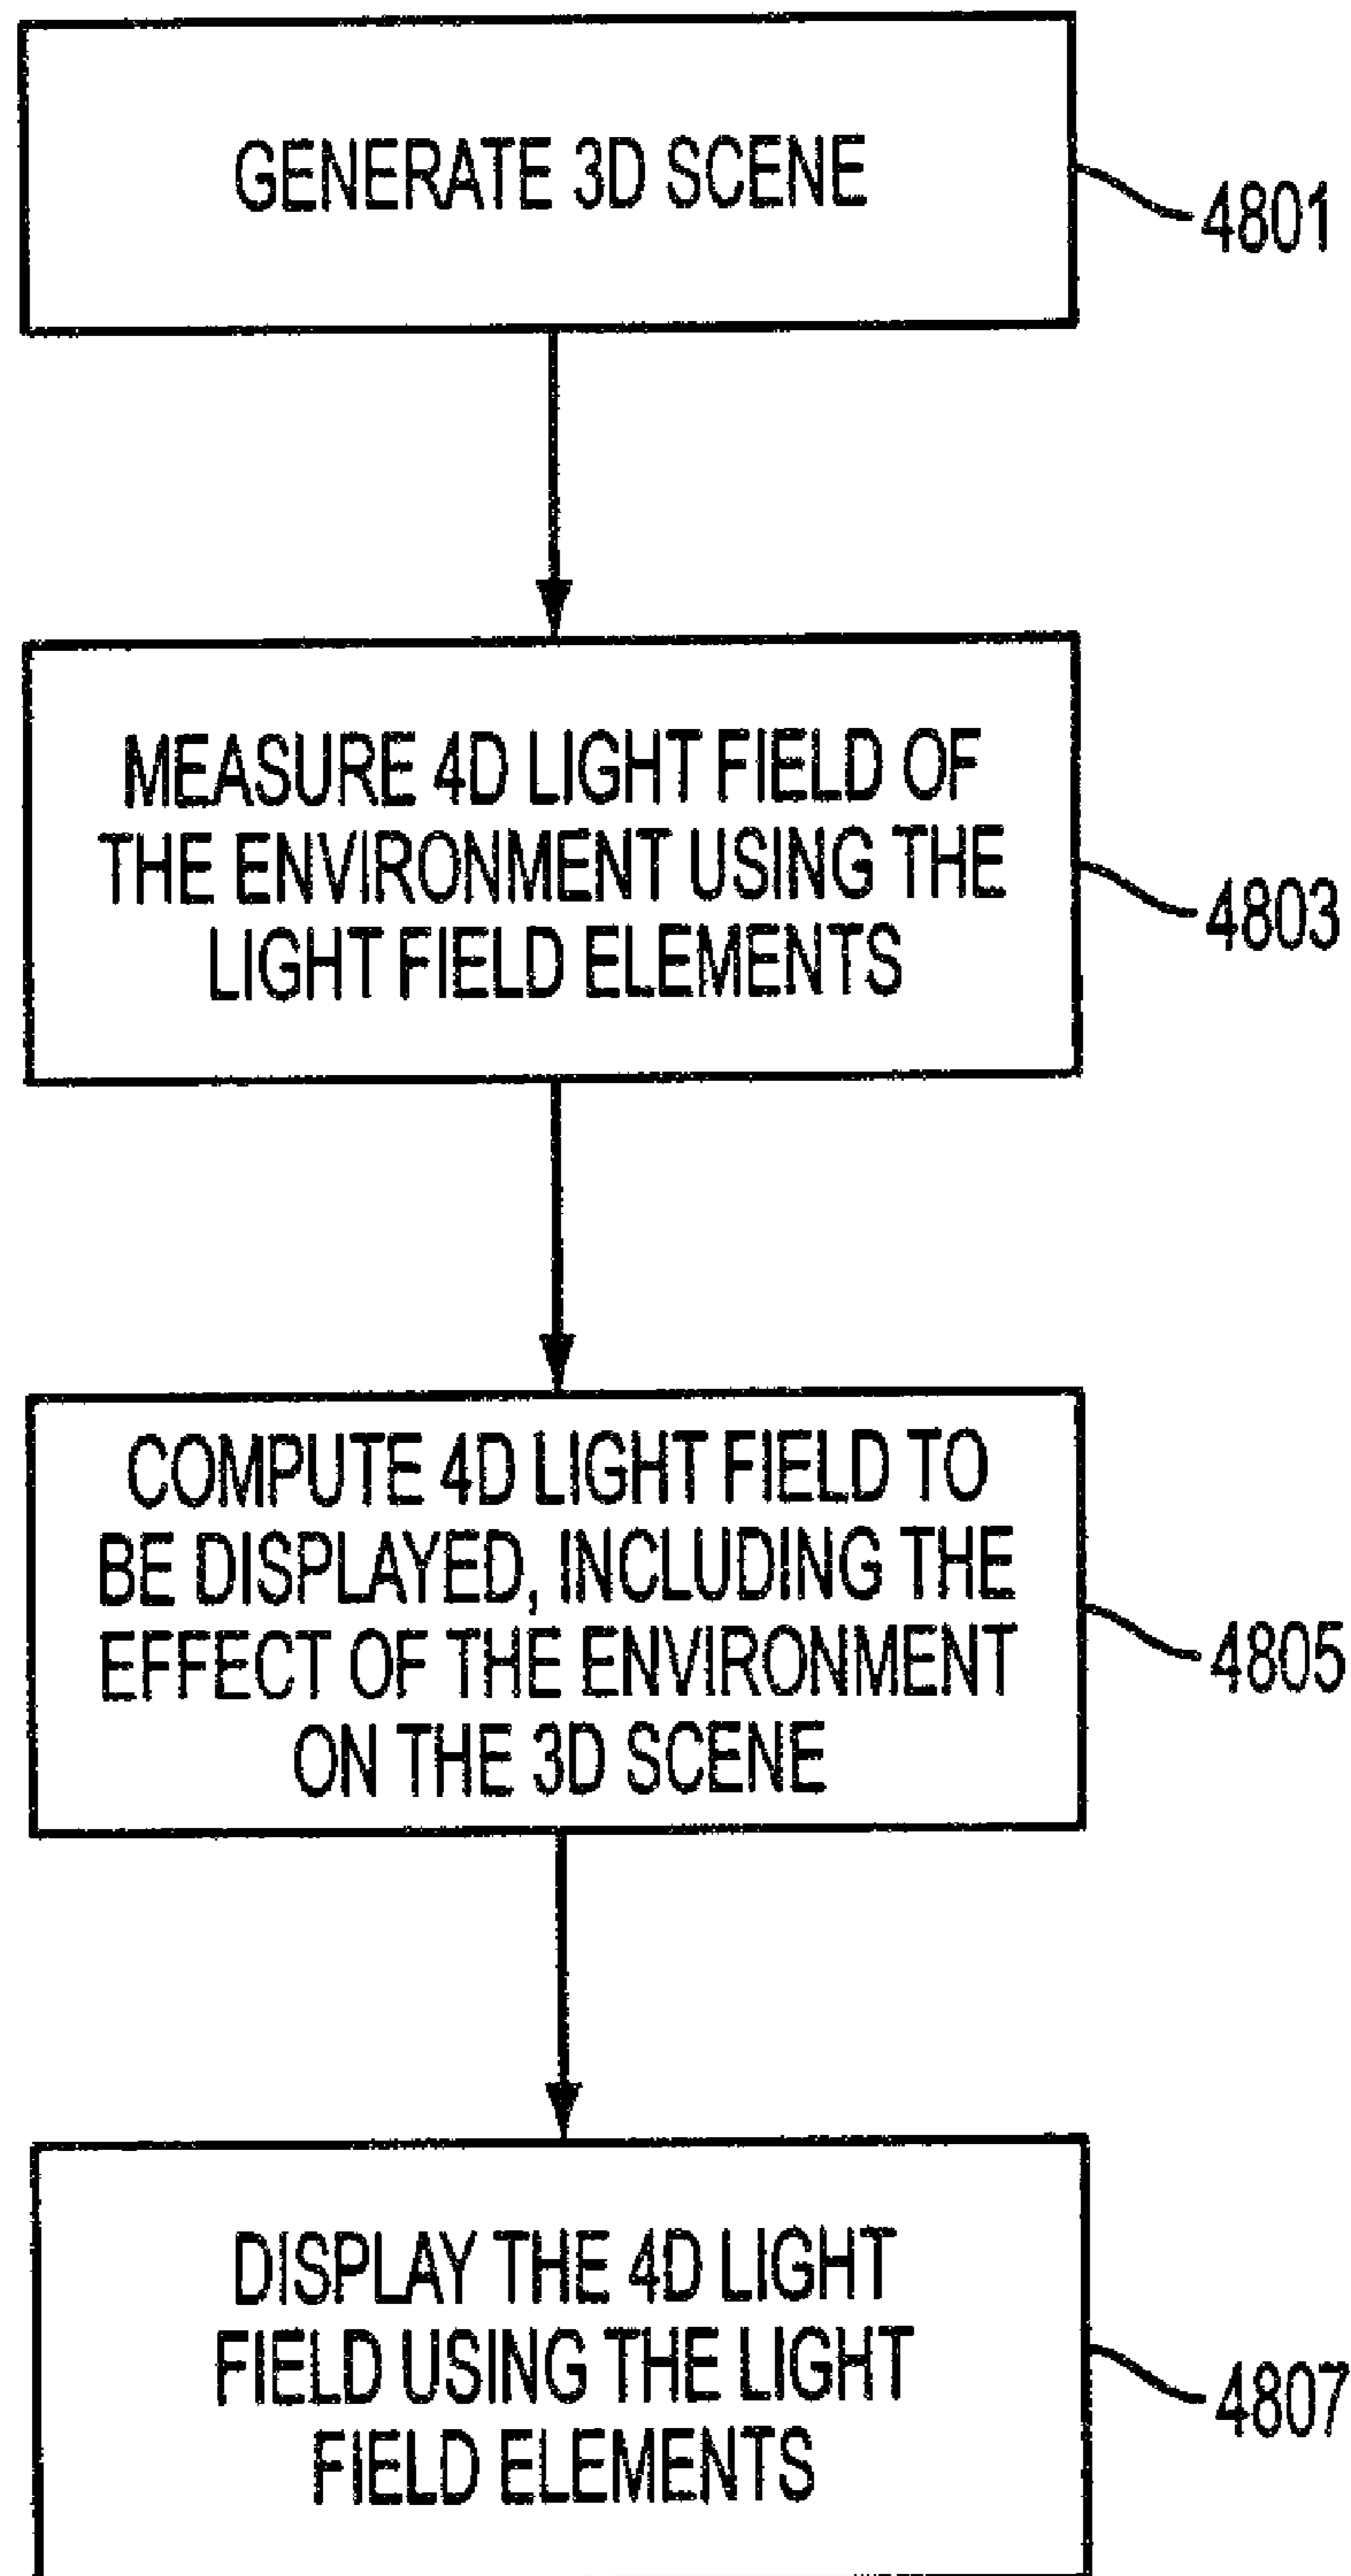 GENERATE 3D SCENE
4801
MEASURE 4D LIGHT FIELD OF
THE ENVIRONMENT USING THE
LIGHT FIELD ELEMENTS
4803
COMPUTE 4D LIGHT FIELD TO
BE DISPLAYED, INCLUDING THE
EFFECT OF THE ENVIRONMENT
ON THE 3D SCENE
4805
DISPLAY THE 4D LIGHT
FIELD USING THE LIGHT
FIELD ELEMENTS
4807